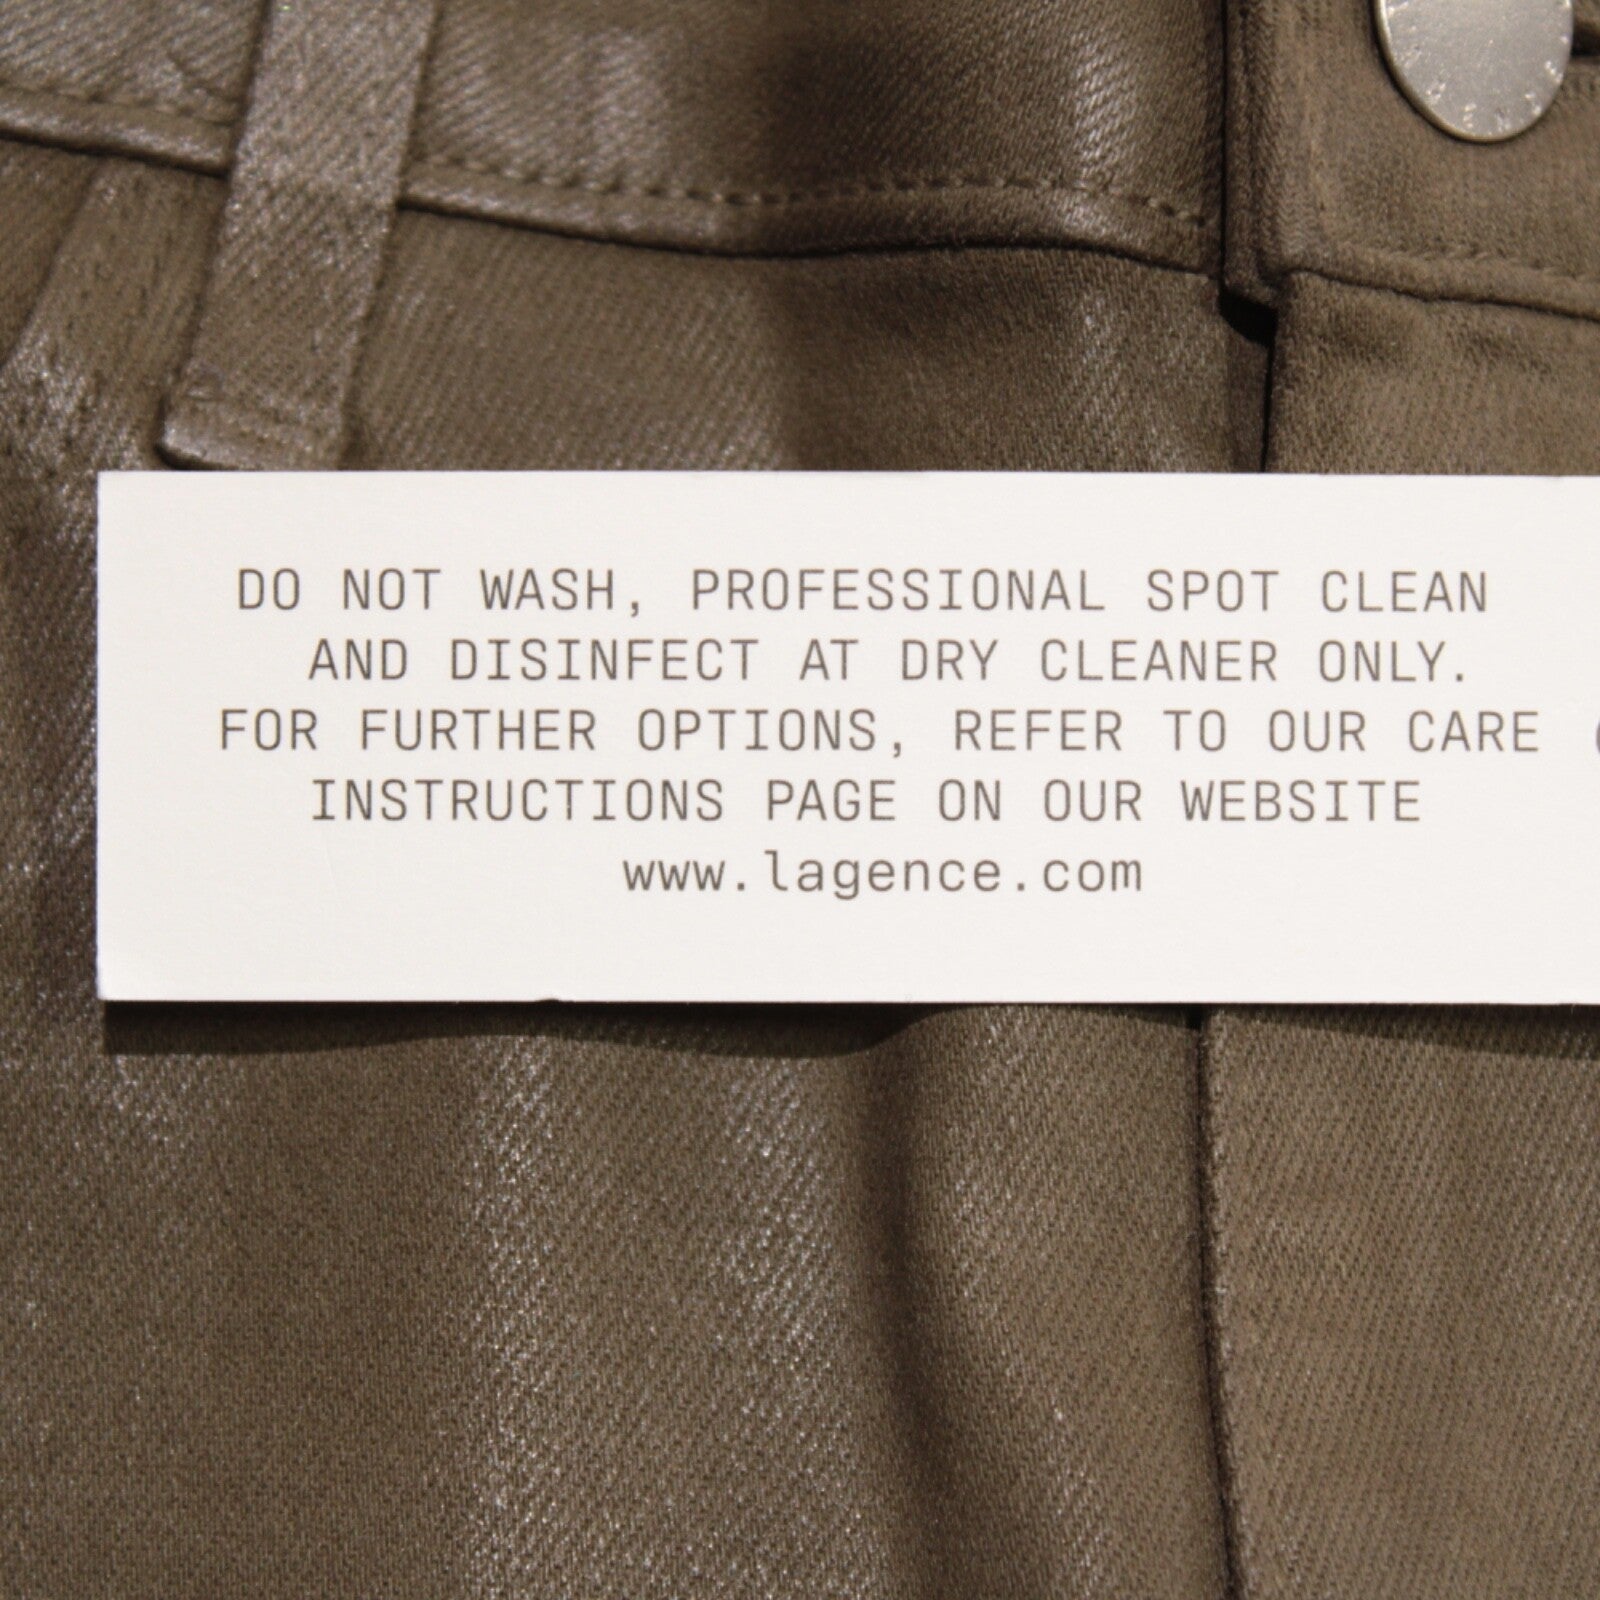 DO NOT WASH, PROFESSIONAL SPOT CLEAN
AND DISINFECT AT DRY CLEANER ONLY.
FOR FURTHER OPTIONS, REFER TO OUR CARE
INSTRUCTIONS PAGE ON OUR WEBSITE
www.lagence.com